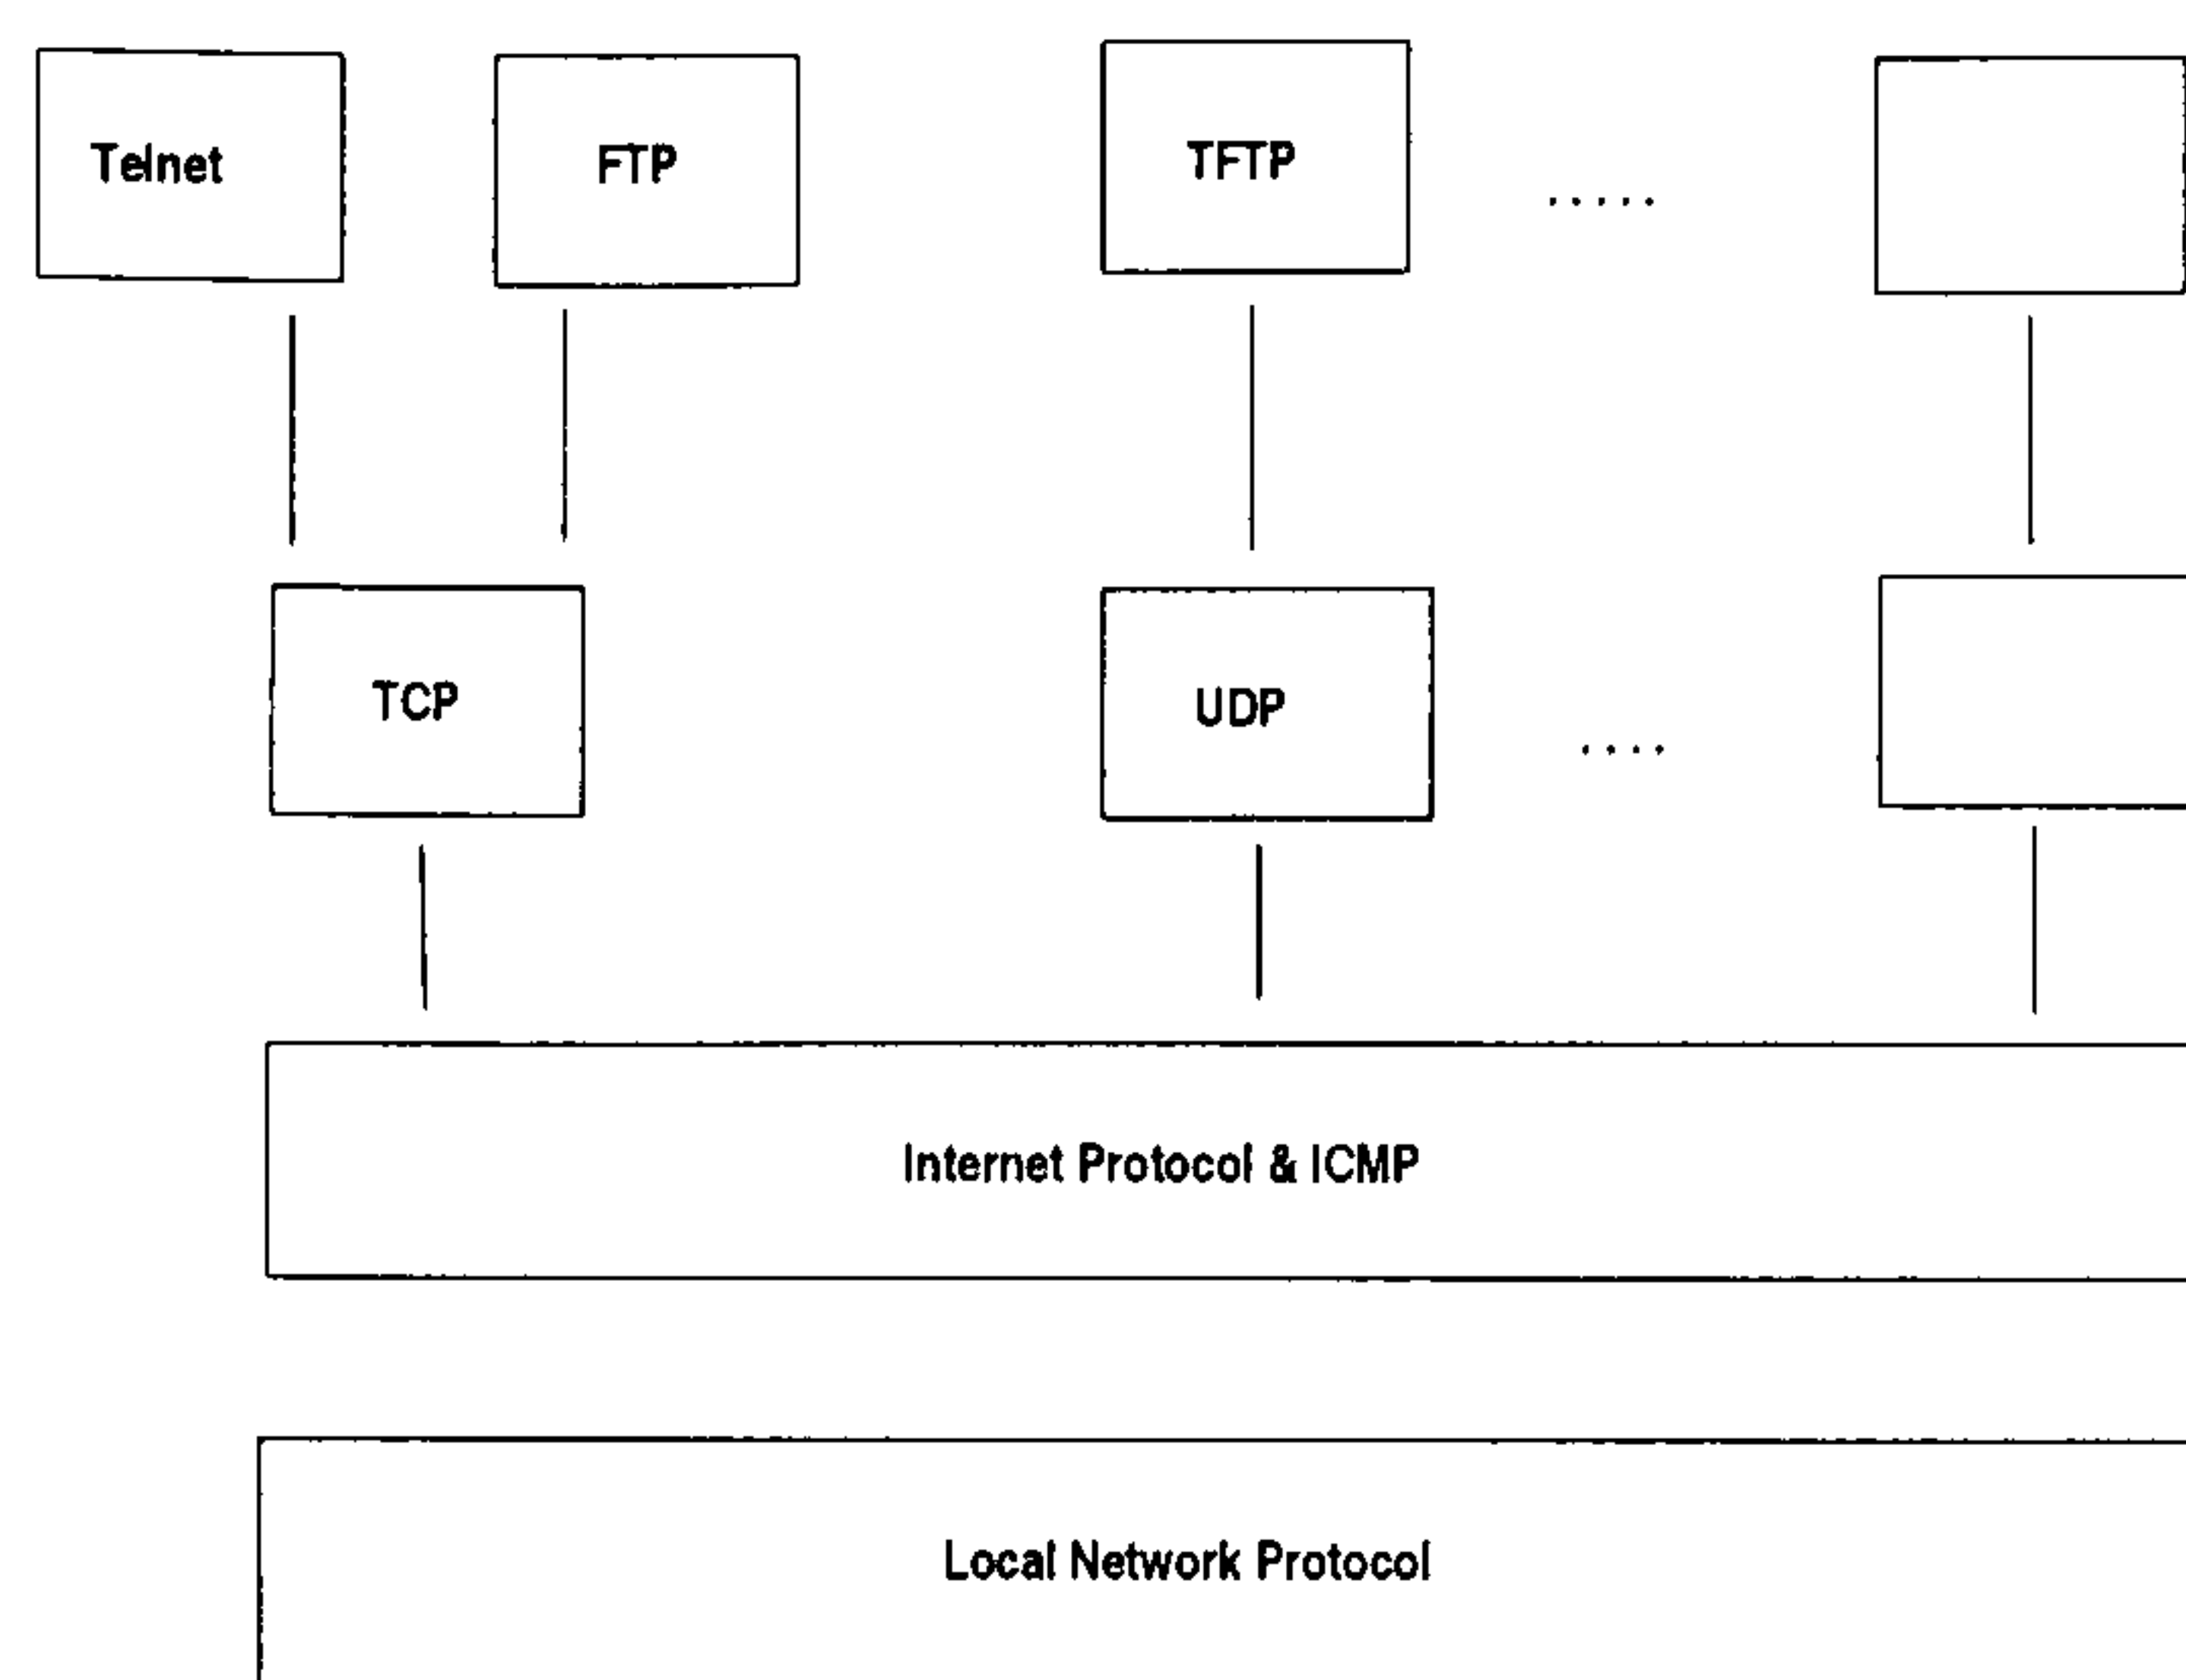 Telnet
FTP
TFTP
.....
TCP
UDP
....
Internet Protocol & ICMP
Local Network Protocol